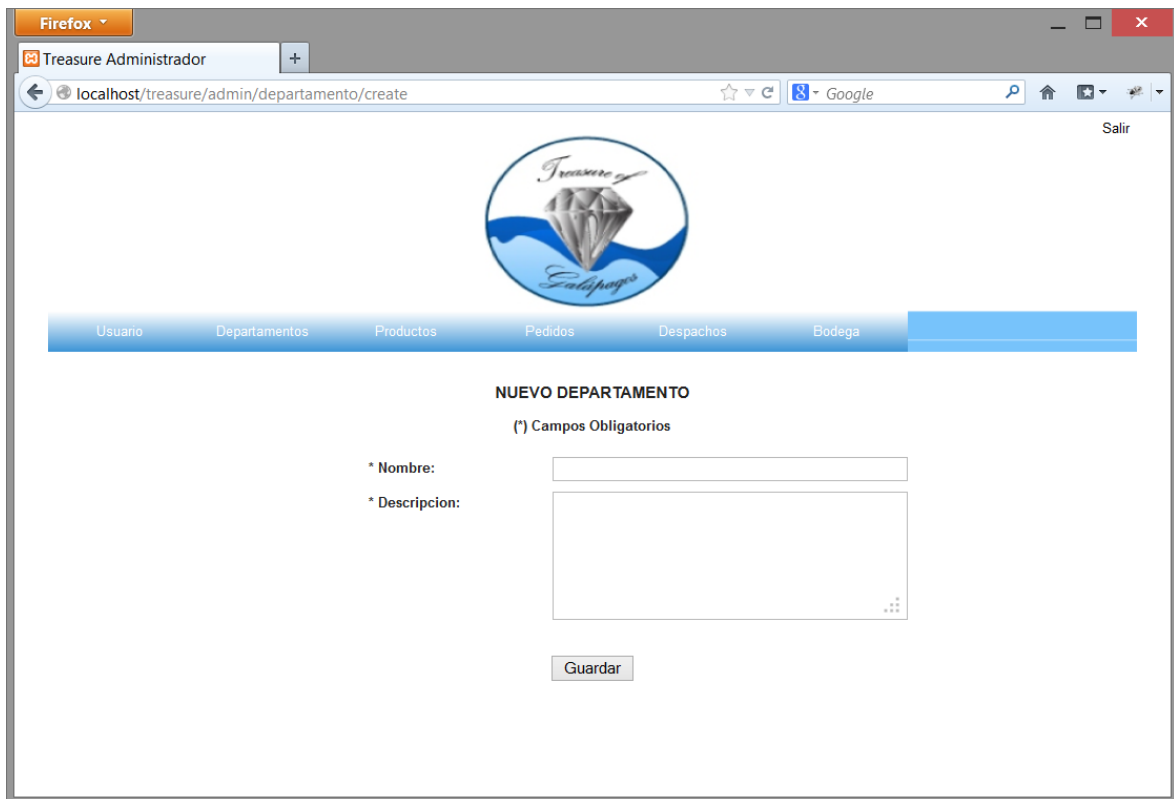 Firefox
Treasure Administrador
localhost/treasure/admin/departamento/create
Google
Salir
Treasure of
Galápagos
Usuario Departamentos Productos Pedidos Despachos Bodega
NUEVO DEPARTAMENTO
(*) Campos Obligatorios
* Nombre:
* Descripcion:
Guardar